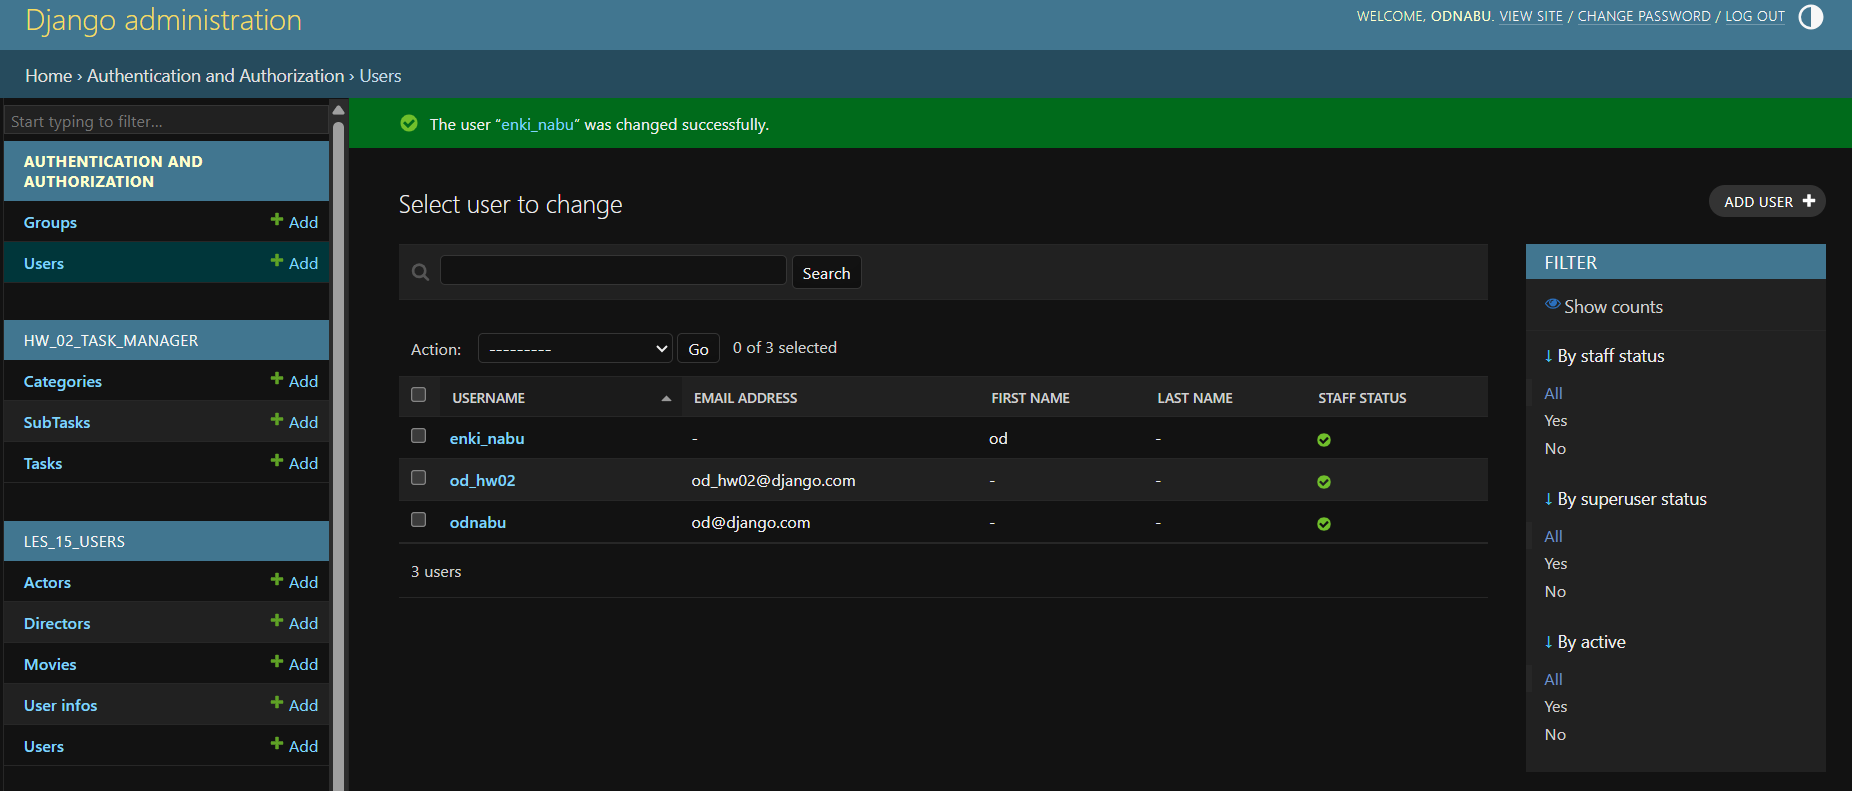 Django administration
WELCOME, ODNABU. VIEW SITE / CHANGE PASSWORD / LOG OUT
Home › Authentication and Authorization › Users
Start typing to filter...
AUTHENTICATION AND
AUTHORIZATION
Groups
Add
Users
Add
HW_02_TASK_MANAGER
Categories
Add
SubTasks
Add
Tasks
Add
LES_15_USERS
Actors
Add
Directors
Add
Movies
Add
User infos
Add
Users
Add
The user “enki_nabu” was changed successfully.
Select user to change
ADD USER
Search
Action:
---------
Go
0 of 3 selected
USERNAME EMAIL ADDRESS FIRST NAME LAST NAME STAFF STATUS
enki_nabu - od -
od_hw02 od_hw02@django.com - -
odnabu od@django.com - -
3 users
FILTER
Show counts
↓ By staff status
All
Yes
No
↓ By superuser status
All
Yes
No
↓ By active
All
Yes
No